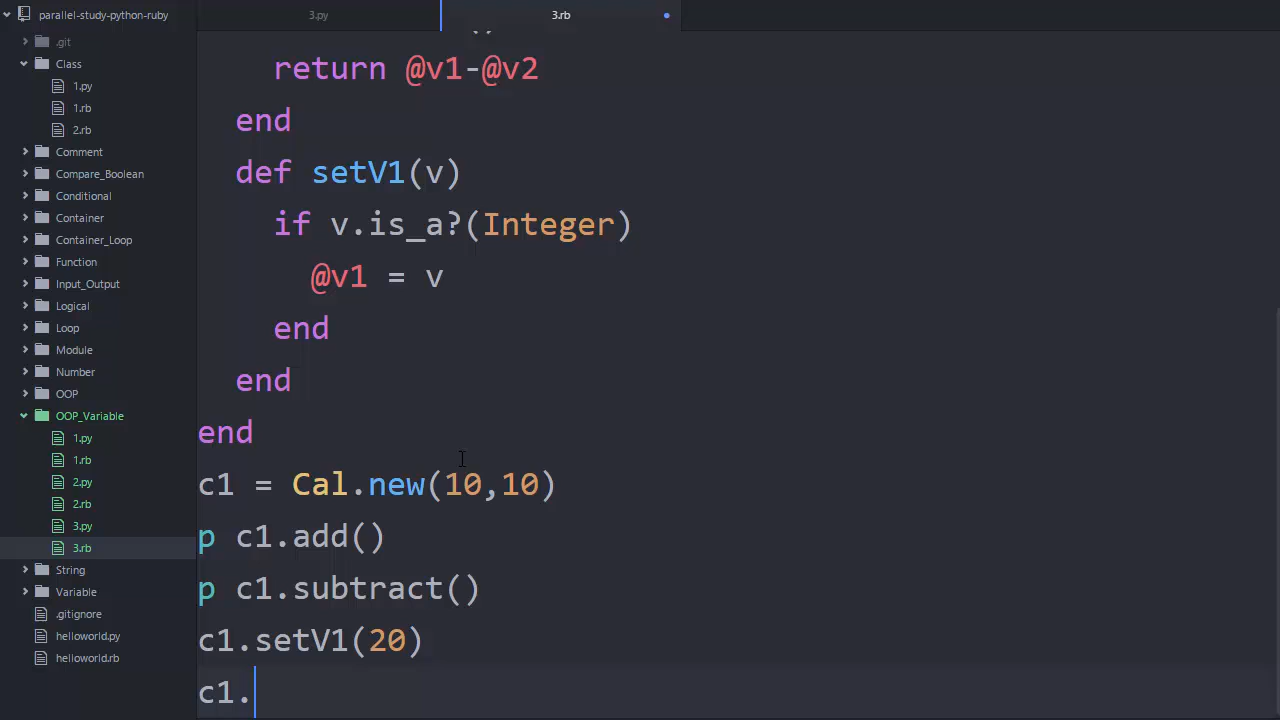 parallel-study-python-ruby
3.py
3.rb
.git
Class
1.py
1.rb
2.rb
Comment
Compare_Boolean
Conditional
Container
Container_Loop
Function
Input_Output
Logical
Loop
Module
Number
OOP
OOP_Variable
1.py
1.rb
2.py
2.rb
3.py
3.rb
String
Variable
.gitignore
helloworld.py
helloworld.rb
return @v1-@v2
end
def setV1(v)
if v.is_a?(Integer)
@v1 = v
end
end
end
c1 = Cal.new(10,10)
p c1.add()
p c1.subtract()
c1.setV1(20)
c1.